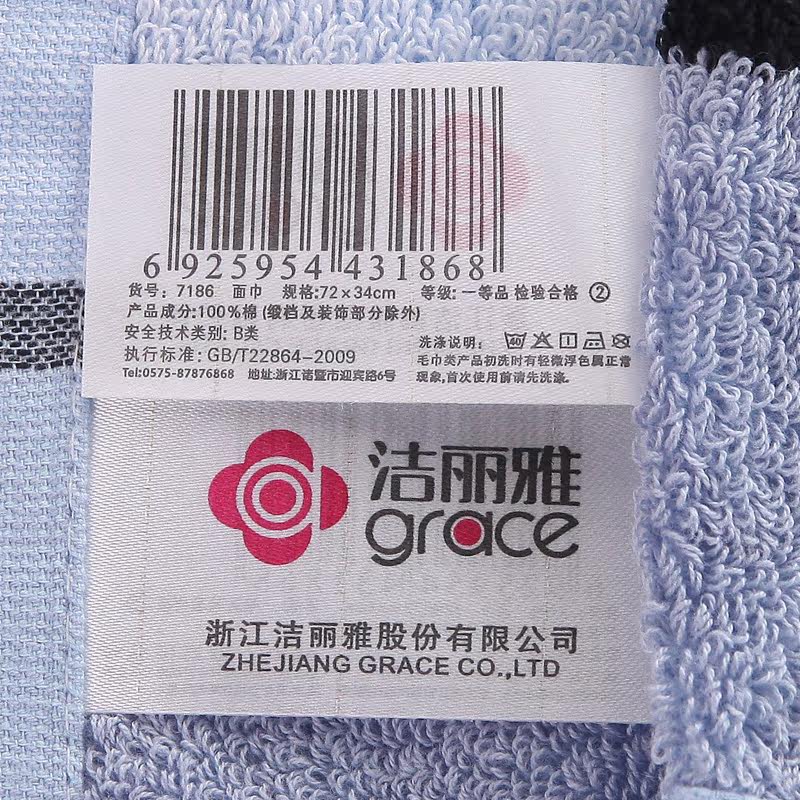 6 925954 431868
货号: 7186 面巾 规格:72×34cm 等级: 一等品 检验合格 ②
产品成分:100%棉 (缎档及装饰部分除外)
安全技术类别: B类
执行标准: GB/T22864-2009
Tel:0575-87876868 地址:浙江诸暨市迎宾路6号
洗涤说明:
毛巾类产品初洗时有轻微浮色属正常
现象,首次使用前请先洗涤.
洁丽雅
grace
浙江洁丽雅股份有限公司
ZHEJIANG GRACE CO.,LTD